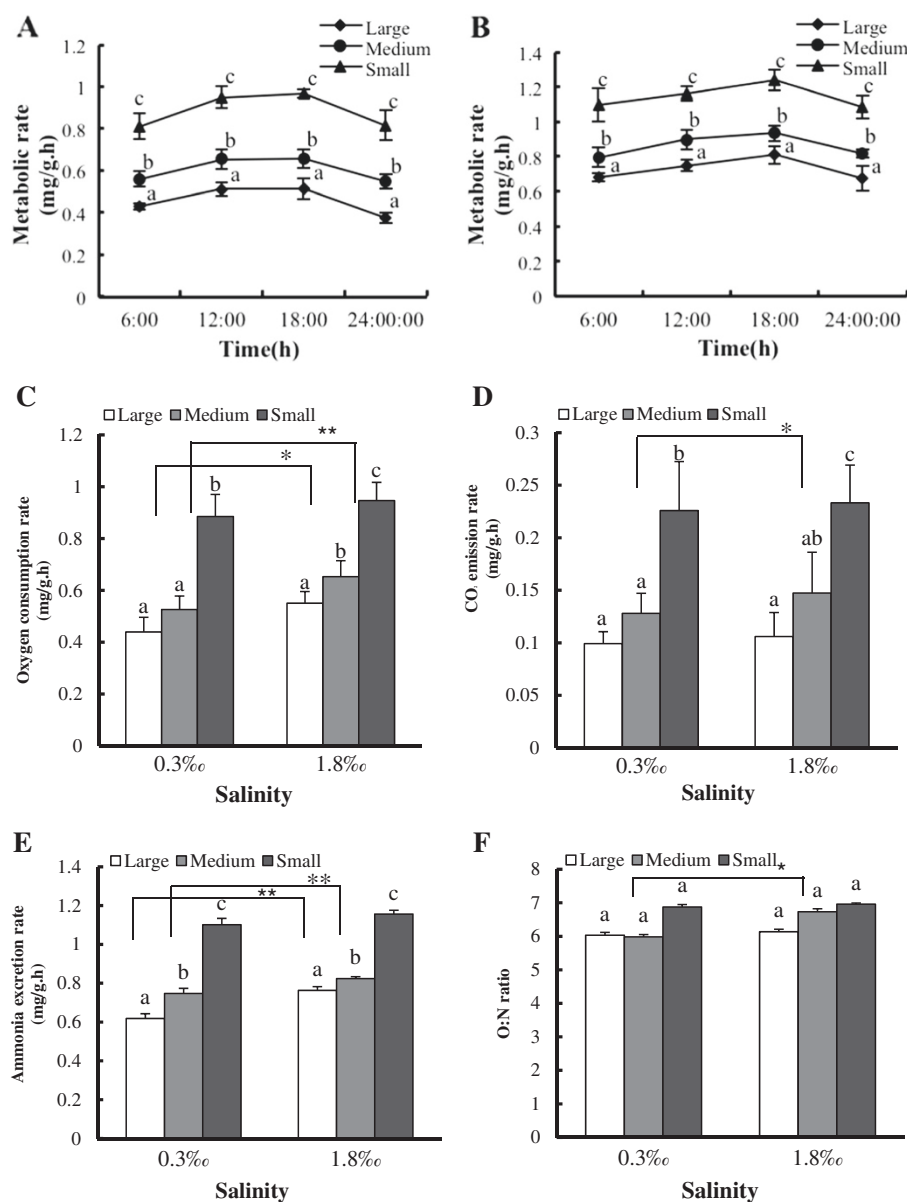 A
Large
Medium
Small
1.2
1
0.8
0.6
0.4
0.2
0
Metabolic rate
(mg/g.h)
c c c c
b b b b
a a a a
6:00 12:00 18:00 24:00:00
Time(h)
B
Large
Medium
Small
1.4
1.2
1
0.8
0.6
0.4
0.2
0
Metabolic rate
(mg/g.h)
c c c c
b b b b
a a a a
6:00 12:00 18:00 24:00:00
Time(h)
C
Large Medium Small
1.2
1
0.8
0.6
0.4
0.2
0
Oxygen consumption rate
(mg/g.h)
**
*
a a b a b c
0.3‰ 1.8‰
Salinity
D
Large Medium Small
0.3
0.25
0.2
0.15
0.1
0.05
0
CO₂ emission rate
(mg/g.h)
*
a a b a ab c
0.3‰ 1.8‰
Salinity
E
Large Medium Small
1.4
1.2
1
0.8
0.6
0.4
0.2
0
Ammonia excretion rate
(mg/g.h)
**
**
a b c a b c
0.3‰ 1.8‰
Salinity
F
Large Medium Small
8
7
6
5
4
3
2
1
0
O:N ratio
*
a a a a a a
0.3‰ 1.8‰
Salinity